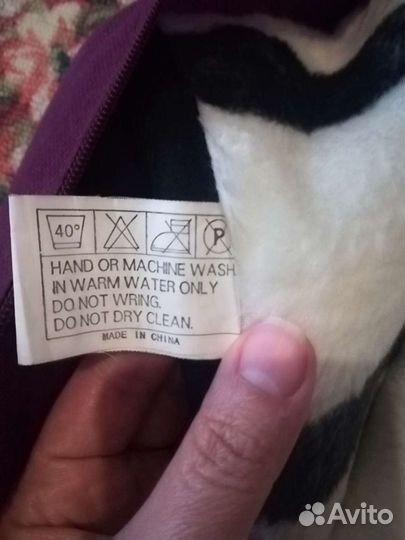 40° P
HAND OR MACHINE WASH
IN WARM WATER ONLY
DO NOT WRING.
DO NOT DRY CLEAN.
MADE IN CHINA
Avito